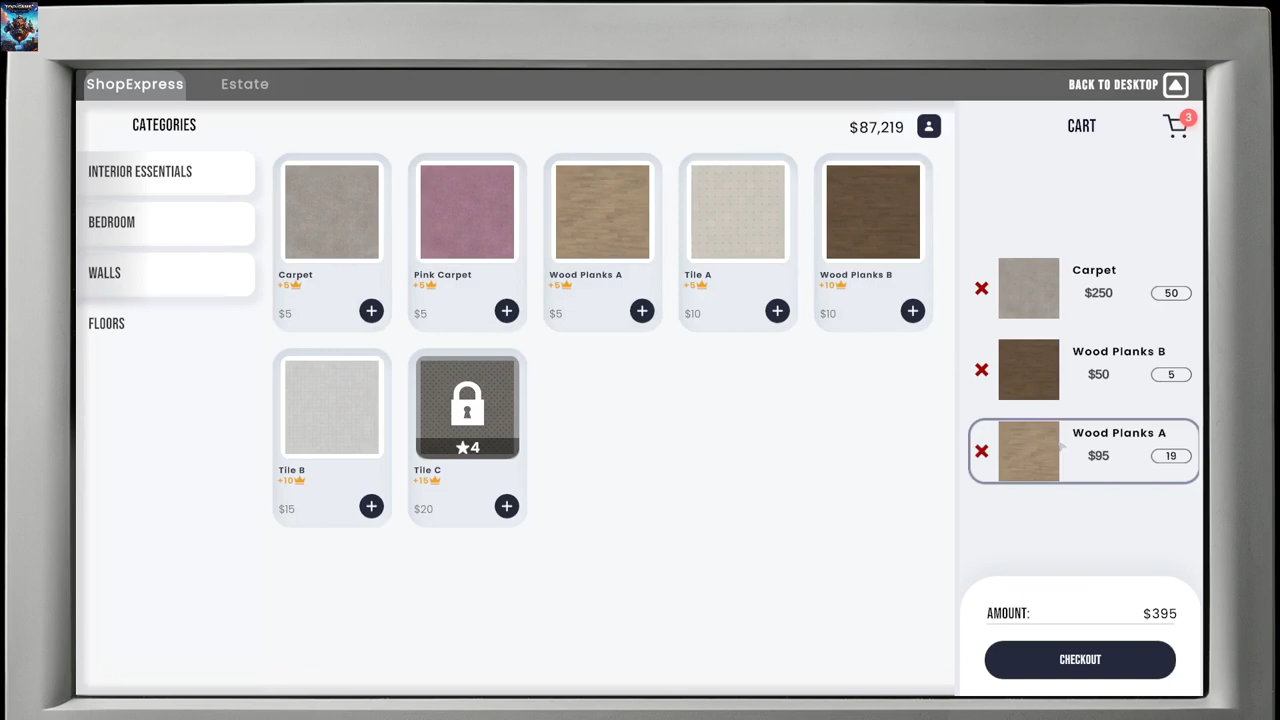 ShopExpress
Estate
BACK TO DESKTOP
CATEGORIES
$87,219
CART
3
INTERIOR ESSENTIALS
BEDROOM
WALLS
FLOORS
Carpet
+5
$5
Pink Carpet
+5
$5
Wood Planks A
+5
$5
Tile A
+5
$10
Wood Planks B
+10
$10
Tile B
+10
$15
4
Tile C
+15
$20
Carpet
$250
50
Wood Planks B
$50
5
Wood Planks A
$95
19
AMOUNT:
$395
CHECKOUT